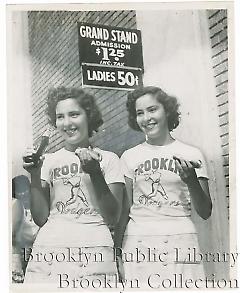 GRAND STAND
ADMISSION
$1.25
INC. TAX
LADIES 50¢
BROOKLYN
Dodgers
BROOKLYN
Dodgers
Brooklyn Public Library
Brooklyn Collection